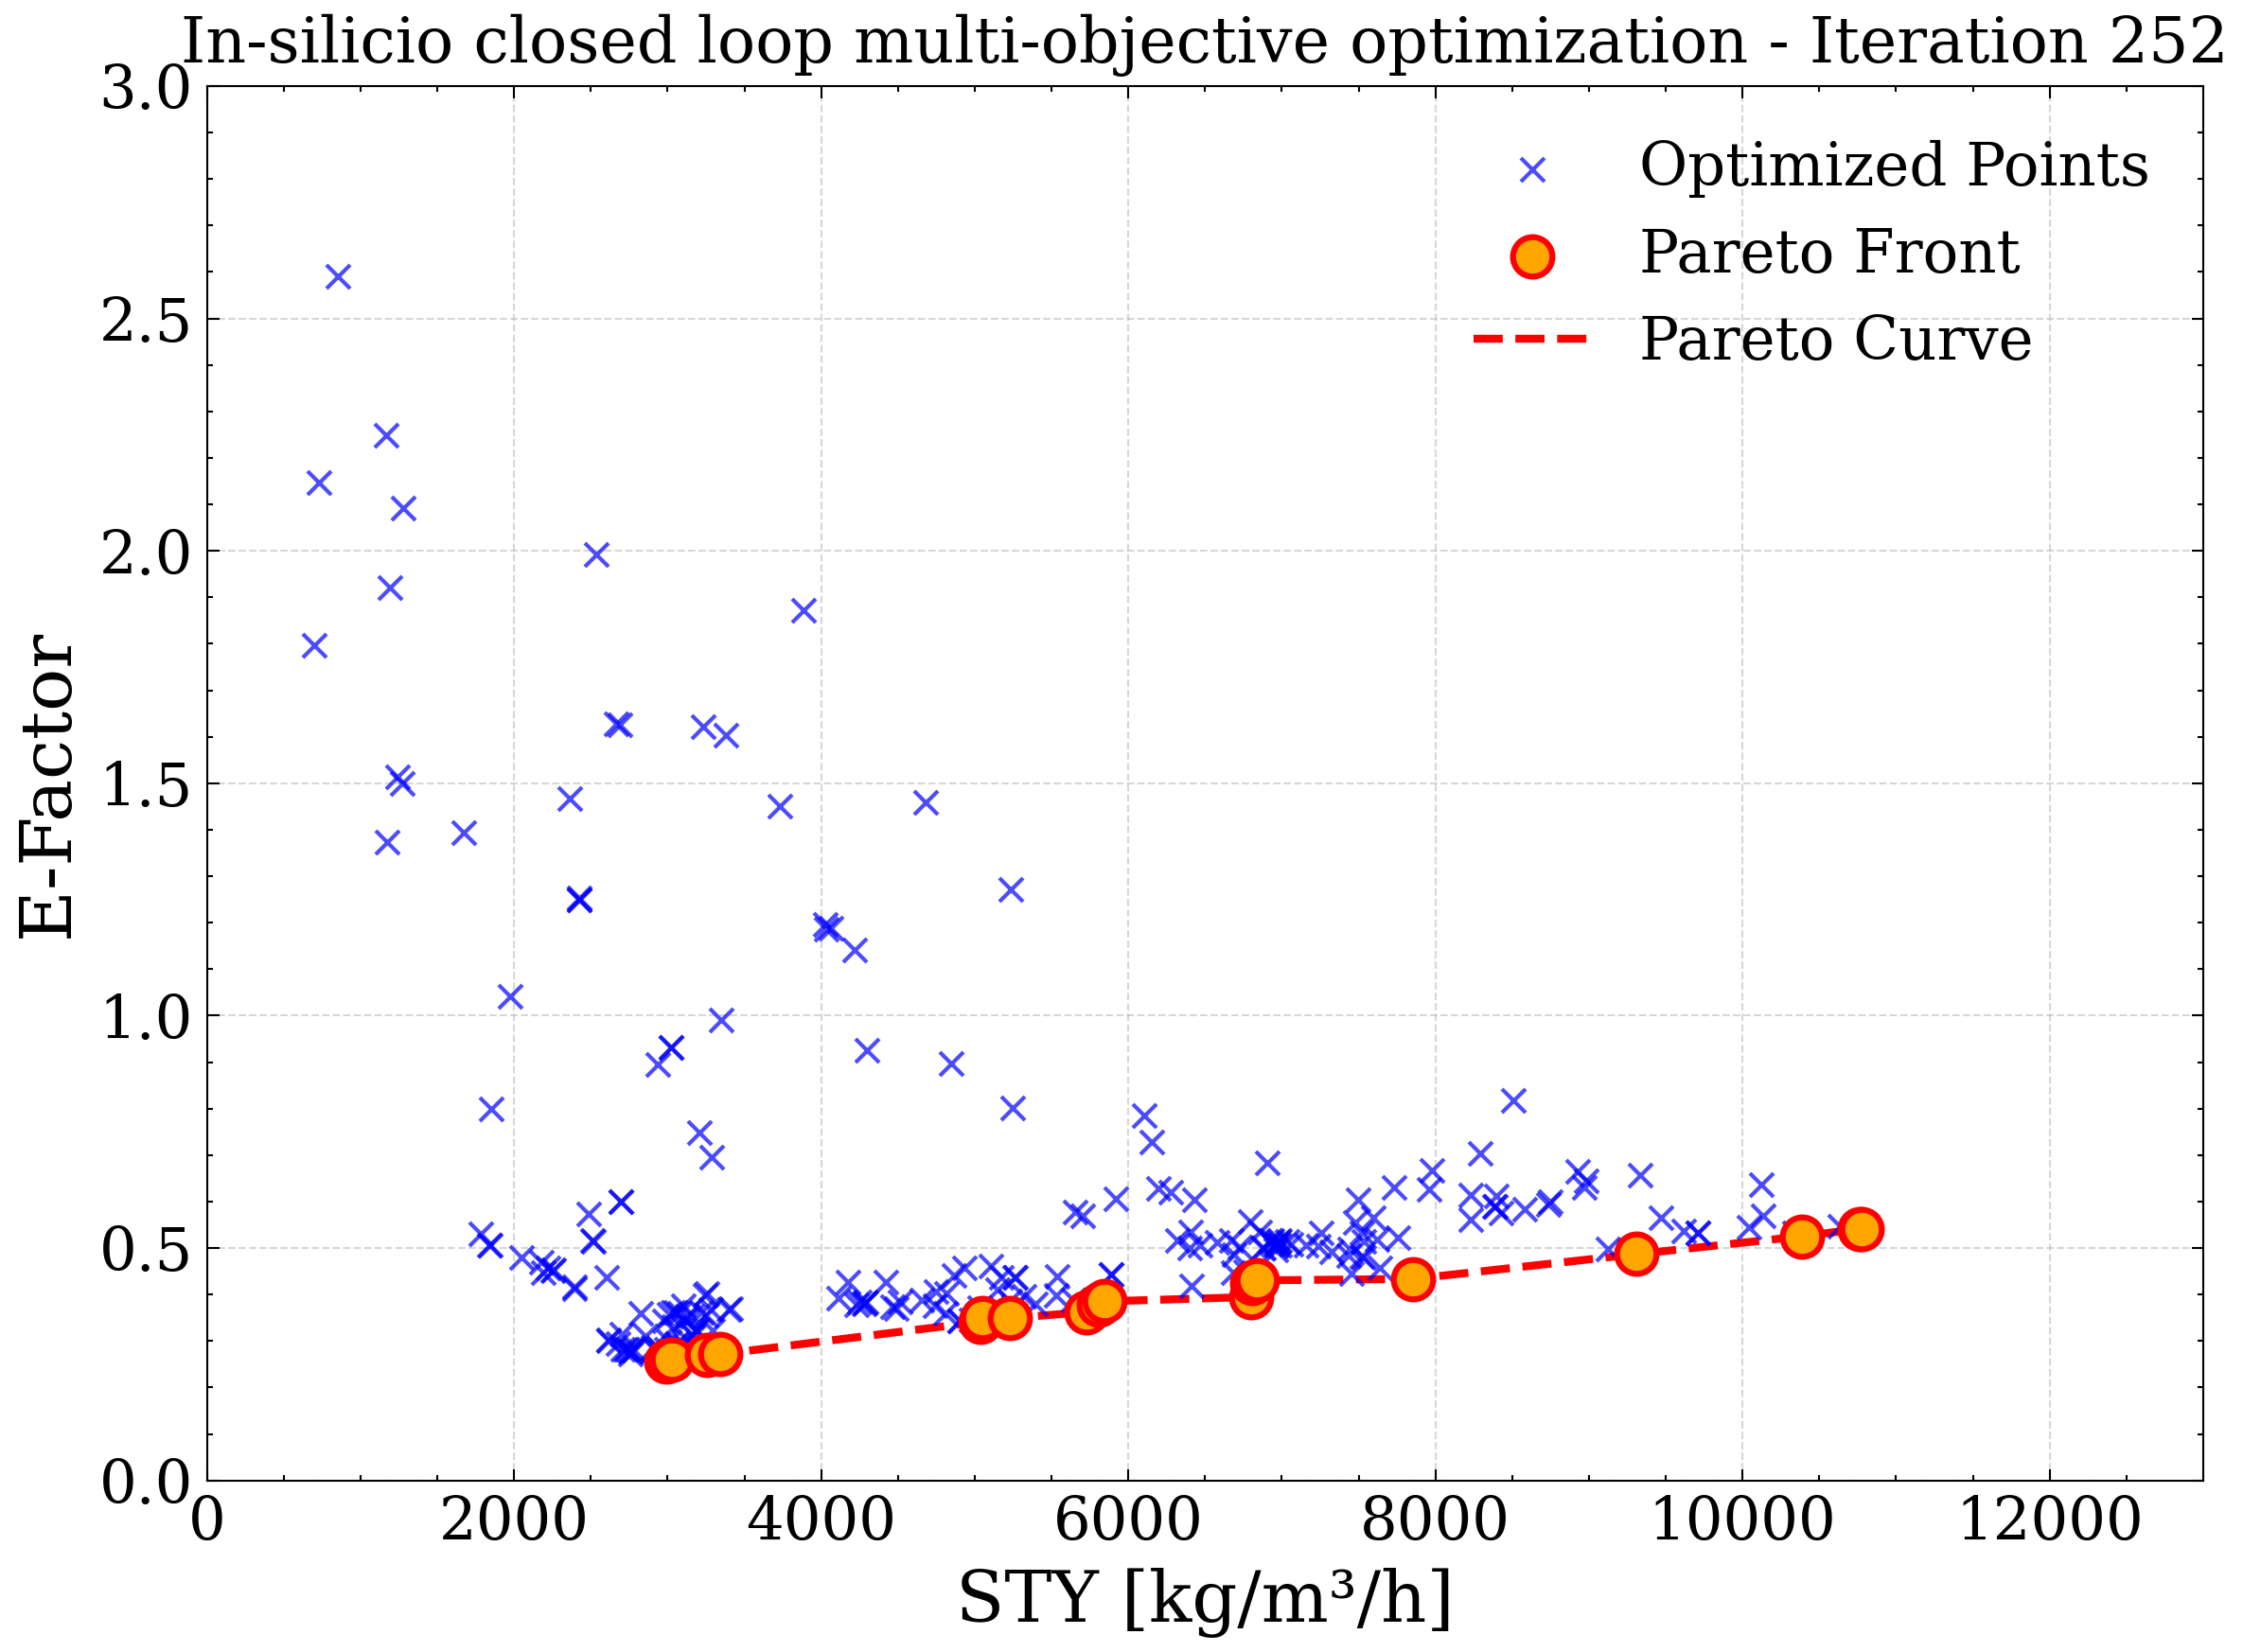 In-silicio closed loop multi-objective optimization - Iteration 252
3.0
2.5
2.0
1.5
1.0
0.5
0.0
E-Factor
Optimized Points
Pareto Front
Pareto Curve
0 2000 4000 6000 8000 10000 12000
STY [kg/m³/h]